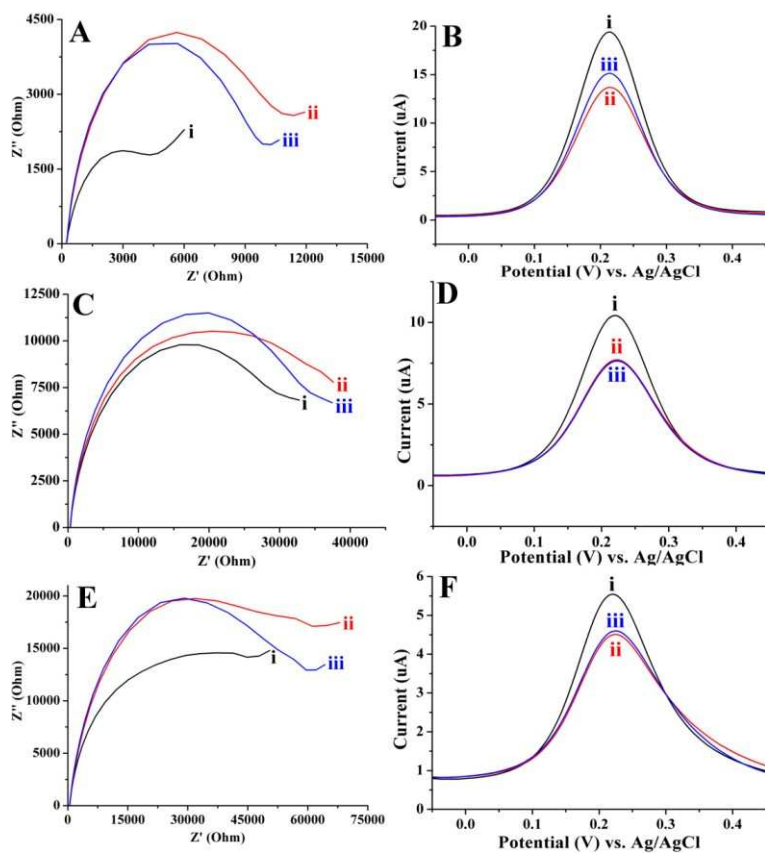 A
4500
3000
1500
0
Z" (Ohm)
i
ii
iii
0 3000 6000 9000 12000 15000
Z' (Ohm)
B
20
15
10
5
0
Current (uA)
i
iii
ii
0.0 0.1 0.2 0.3 0.4
Potential (V) vs. Ag/AgCl
C
12500
10000
7500
5000
2500
0
Z" (Ohm)
ii
i
iii
0 10000 20000 30000 40000
Z' (Ohm)
D
10
5
0
Current (uA)
i
ii
iii
0.0 0.1 0.2 0.3 0.4
Potential (V) vs. Ag/AgCl
E
20000
15000
10000
5000
0
Z" (Ohm)
ii
i
iii
0 15000 30000 45000 60000 75000
Z' (Ohm)
F
6
5
4
3
2
1
0
Current (uA)
i
iii
ii
0.0 0.1 0.2 0.3 0.4
Potential (V) vs. Ag/AgCl